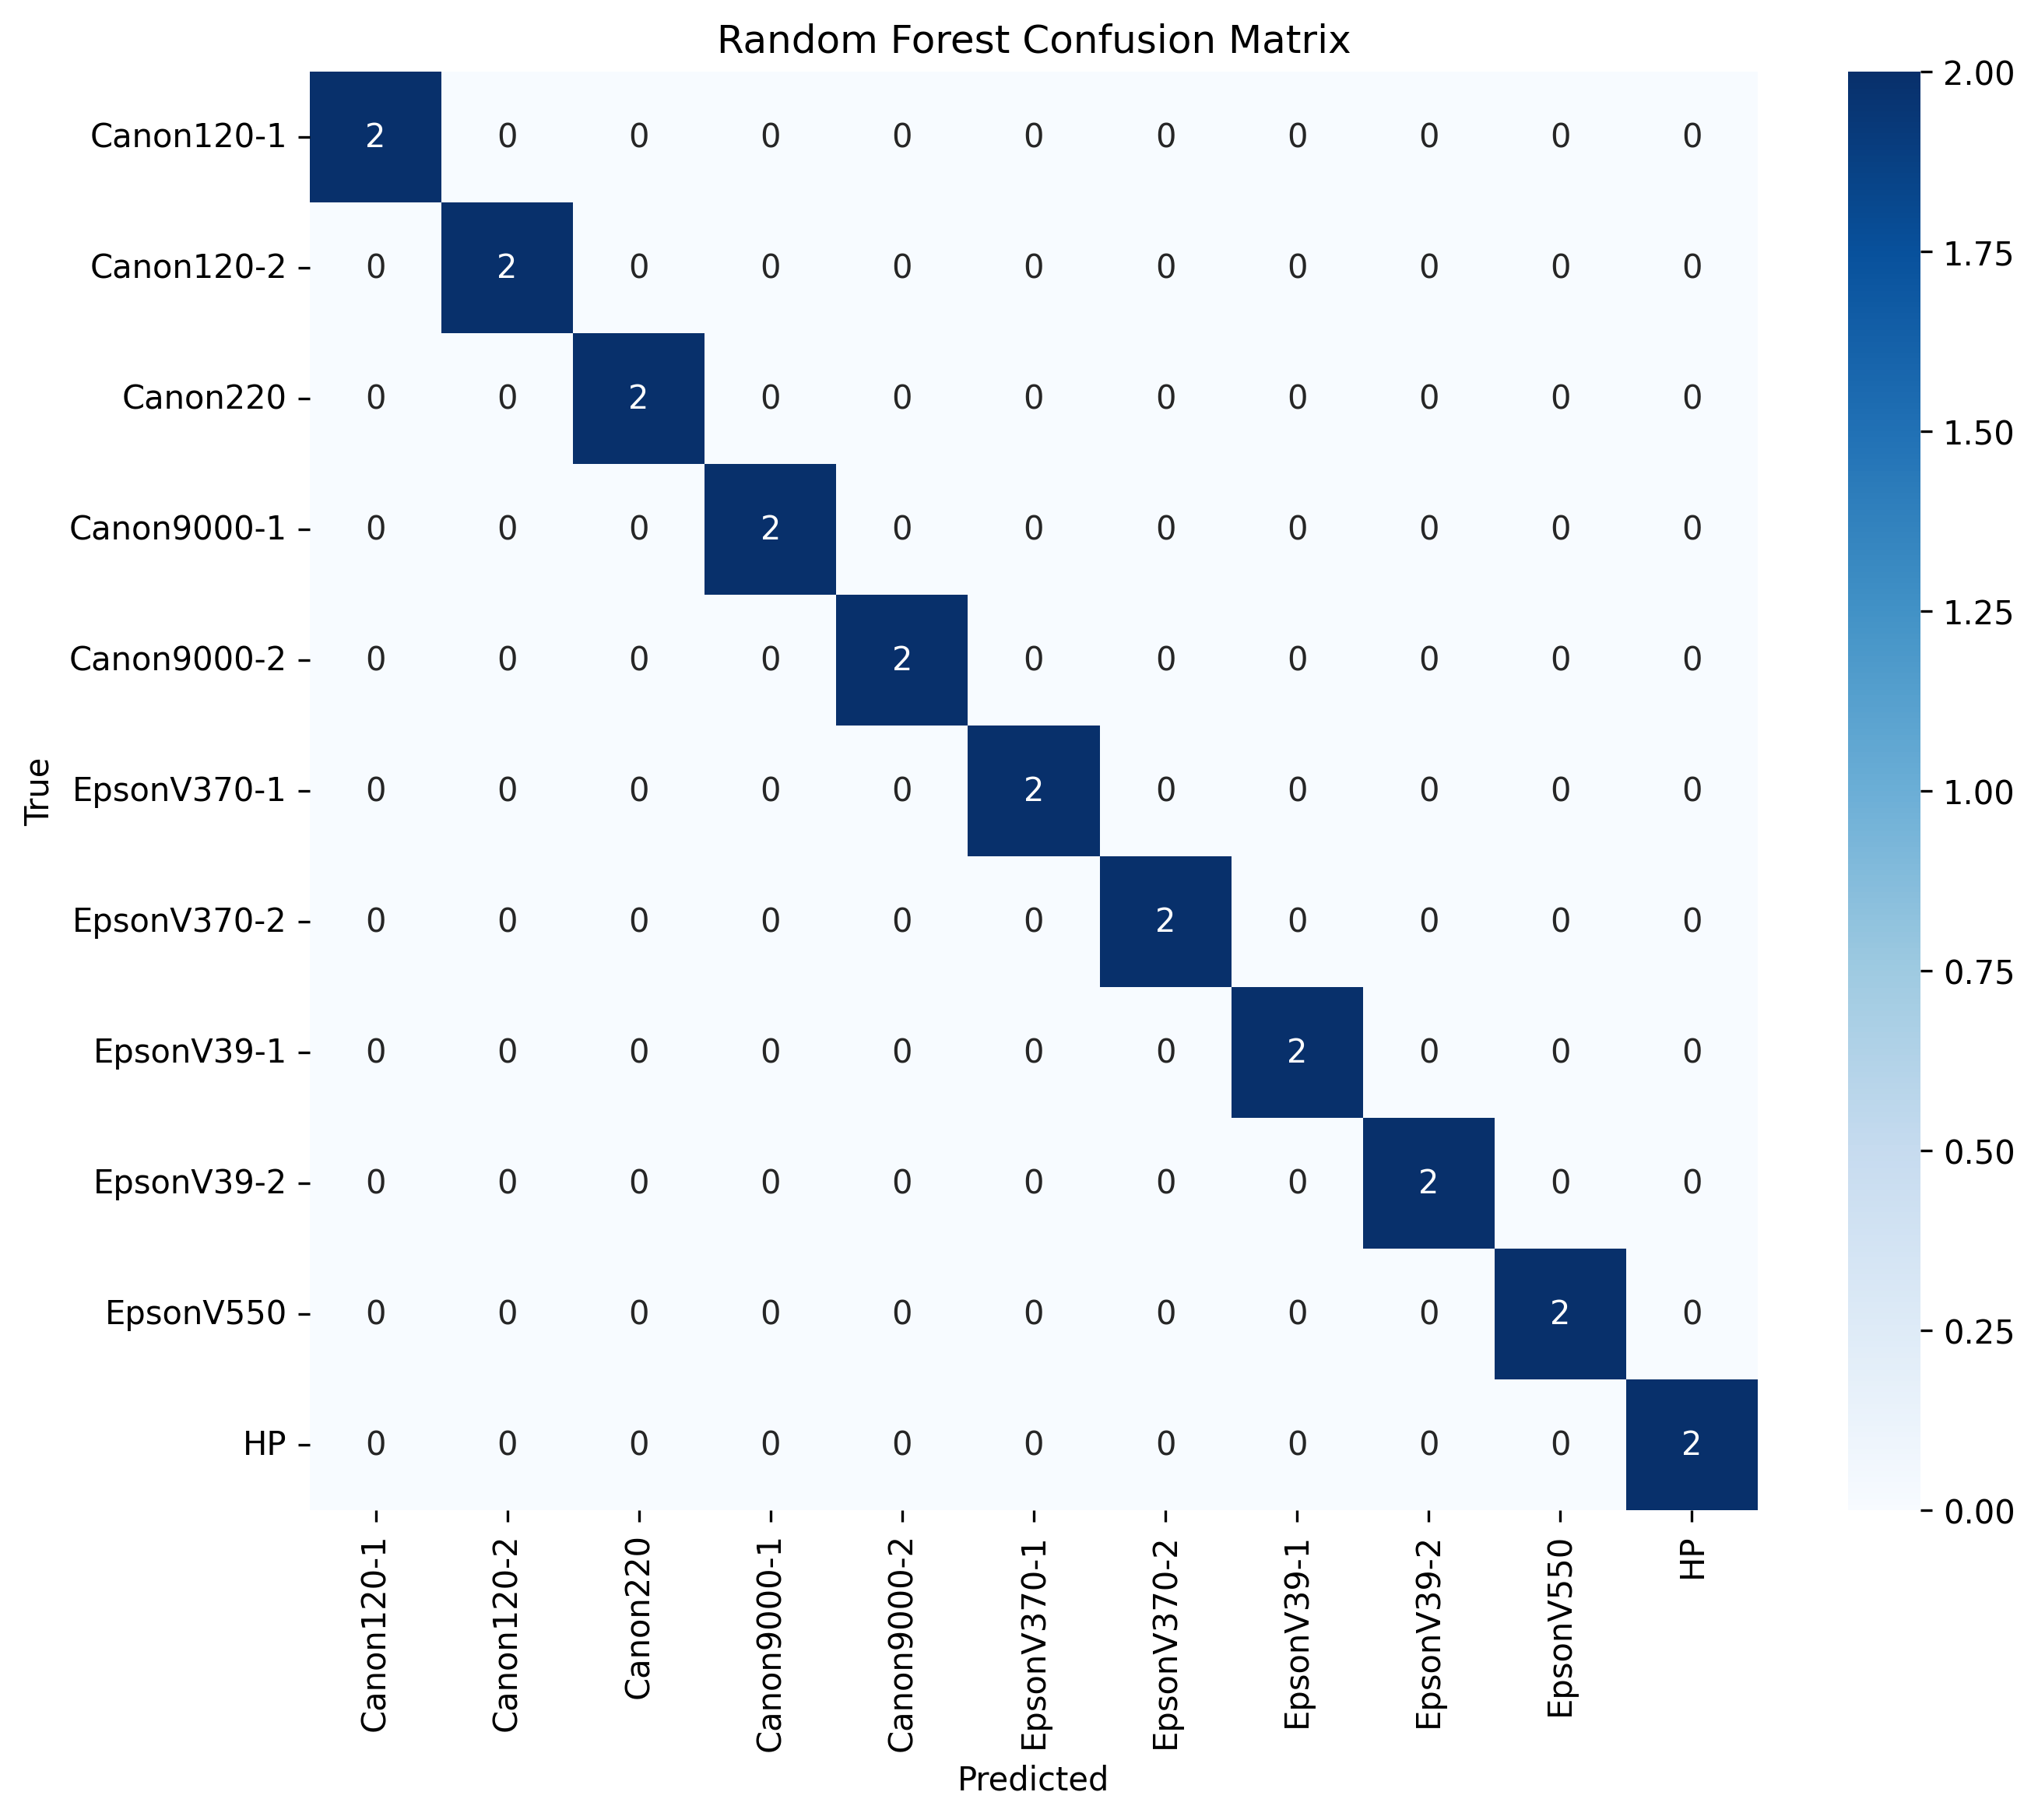 Random Forest Confusion Matrix
Canon120-1 2 0 0 0 0 0 0 0 0 0 0
Canon120-2 0 2 0 0 0 0 0 0 0 0 0
Canon220 0 0 2 0 0 0 0 0 0 0 0
Canon9000-1 0 0 0 2 0 0 0 0 0 0 0
Canon9000-2 0 0 0 0 2 0 0 0 0 0 0
EpsonV370-1 0 0 0 0 0 2 0 0 0 0 0
EpsonV370-2 0 0 0 0 0 0 2 0 0 0 0
EpsonV39-1 0 0 0 0 0 0 0 2 0 0 0
EpsonV39-2 0 0 0 0 0 0 0 0 2 0 0
EpsonV550 0 0 0 0 0 0 0 0 0 2 0
HP 0 0 0 0 0 0 0 0 0 0 2
True
Canon120-1
Canon120-2
Canon220
Canon9000-1
Canon9000-2
EpsonV370-1
EpsonV370-2
EpsonV39-1
EpsonV39-2
EpsonV550
HP
Predicted
2.00
1.75
1.50
1.25
1.00
0.75
0.50
0.25
0.00